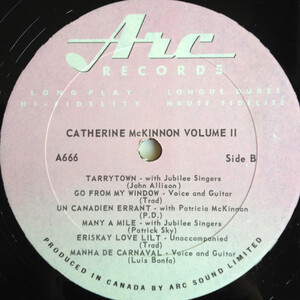 Arc
RECORDS
LONG PLAY LONGUE DUREE
HI-FIDELITY HAUTE FIDELITE
CATHERINE McKINNON VOLUME II
A666 Side B
TARRYTOWN - with Jubilee Singers
(John Allison)
GO FROM MY WINDOW - Voice and Guitar
(Trad)
UN CANADIEN ERRANT - with Patricia McKinnon
(P.D.)
MANY A MILE - with Jubilee Singers
(Patrick Sky)
ERISKAY LOVE LILT - Unaccompanied
(Trad)
MANHA DE CARNAVAL - Voice and Guitar
(Luis Bonfa)
PRODUCED IN CANADA BY ARC SOUND LIMITED